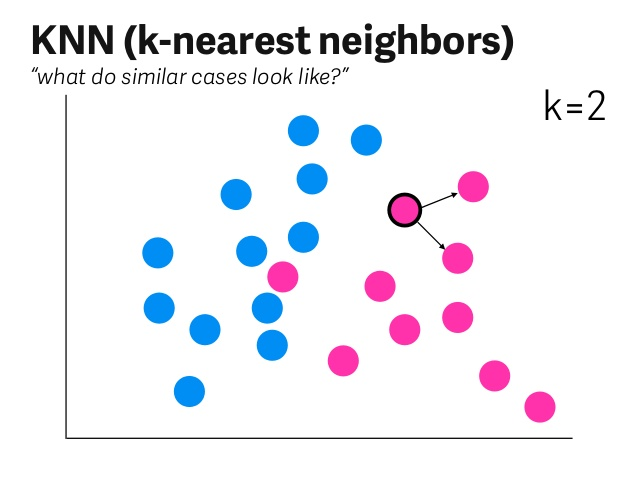 KNN (k-nearest neighbors)
“what do similar cases look like?”
k=2